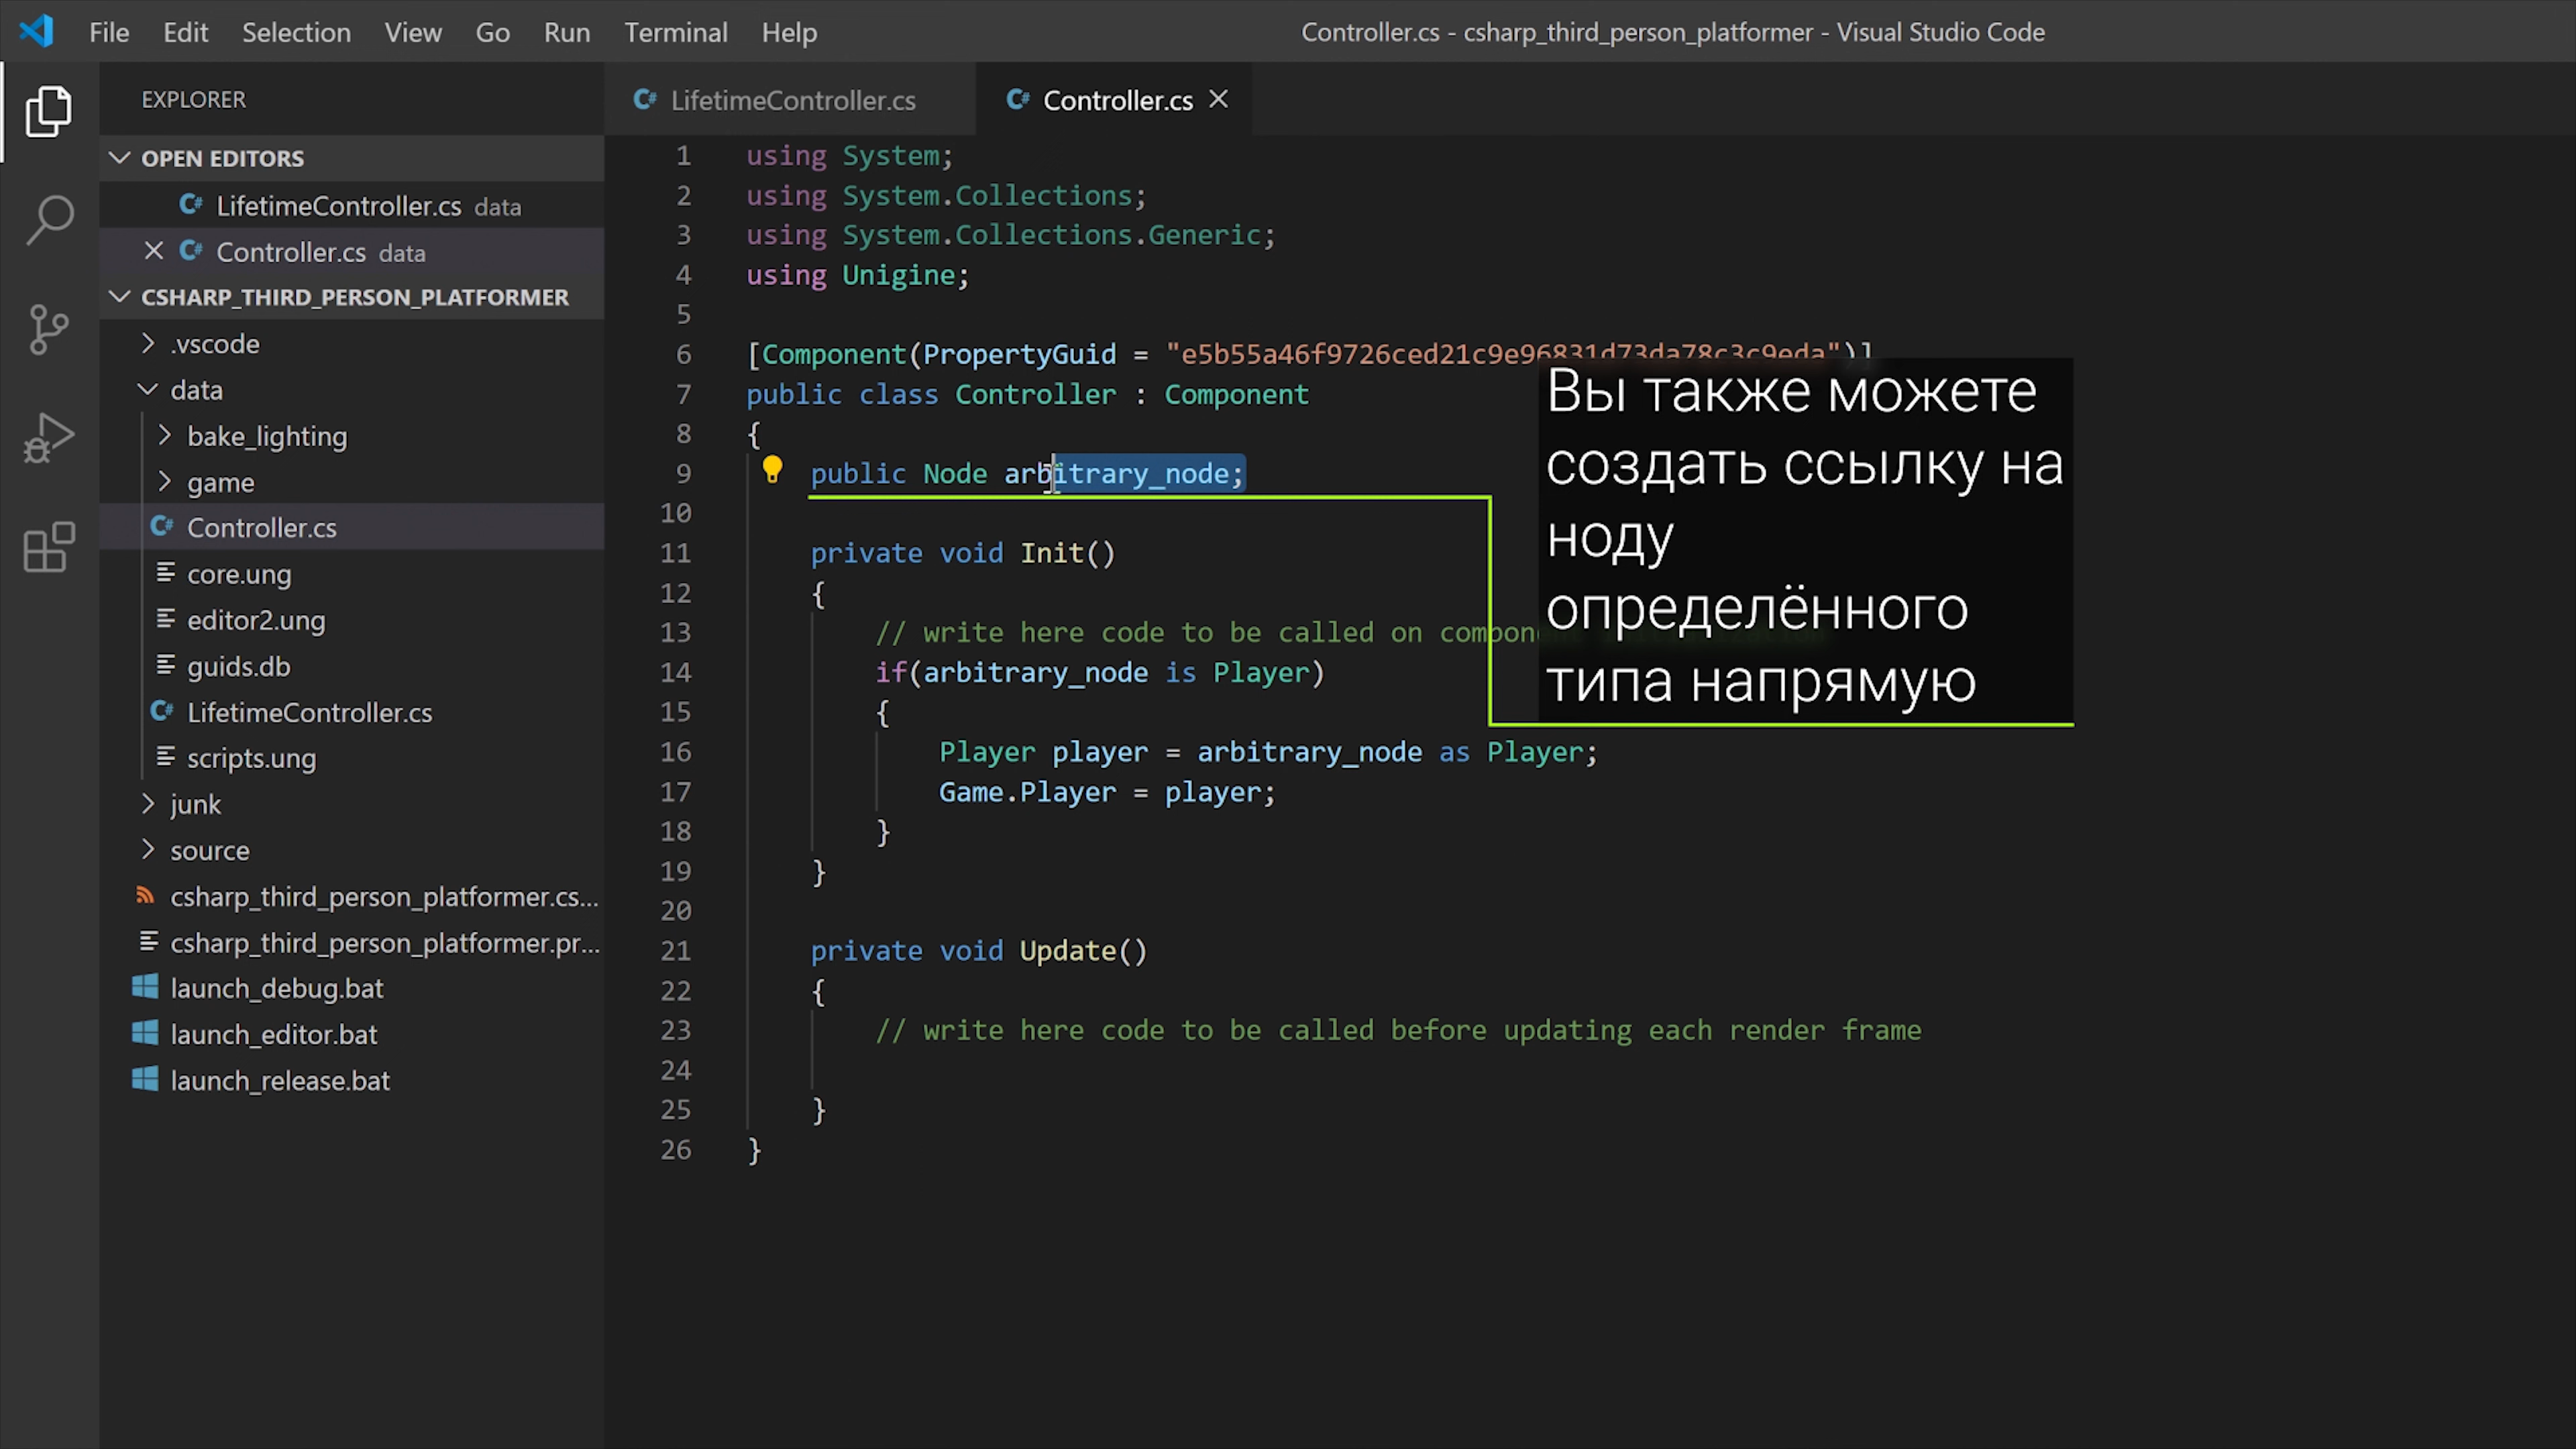 File Edit Selection View Go Run Terminal Help
Controller.cs - csharp_third_person_platformer - Visual Studio Code
EXPLORER
OPEN EDITORS
LifetimeController.cs data
Controller.cs data
CSHARP_THIRD_PERSON_PLATFORMER
.vscode
data
bake_lighting
game
Controller.cs
core.ung
editor2.ung
guids.db
LifetimeController.cs
scripts.ung
junk
source
csharp_third_person_platformer.cs...
csharp_third_person_platformer.pr...
launch_debug.bat
launch_editor.bat
launch_release.bat
LifetimeController.cs
Controller.cs
1 using System;
2 using System.Collections;
3 using System.Collections.Generic;
4 using Unigine;
5
6 [Component(PropertyGuid = "e5b55a46f9726ced21c9e96831d73da78c3c9eda")]
7 public class Controller : Component
8 {
9 public Node arbitrary_node;
10
11 private void Init()
12 {
13 // write here code to be called on
14 if(arbitrary_node is Player)
15 {
16 Player player = arbitrary_node as Player;
17 Game.Player = player;
18 }
19 }
20
21 private void Update()
22 {
23 // write here code to be called before updating each render frame
24
25 }
26 }
Вы также можете
создать ссылку на
ноду
определённого
типа напрямую